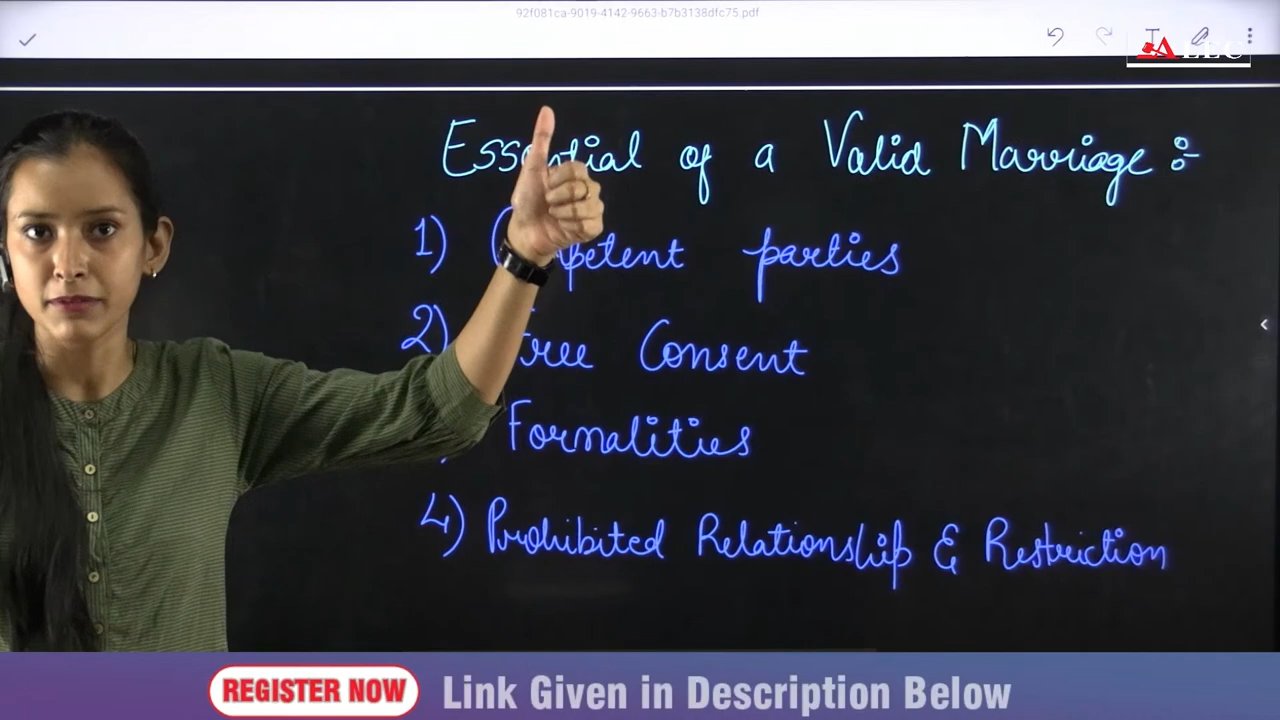 92f081ca-9019-4142-9663-b7b3138dfc75.pdf
T
A LEC
of a Valid Marriage :-
1) parties
2) Consent
Formalities
4) Prohibited Relationship & Restriction
REGISTER NOW Link Given in Description Below